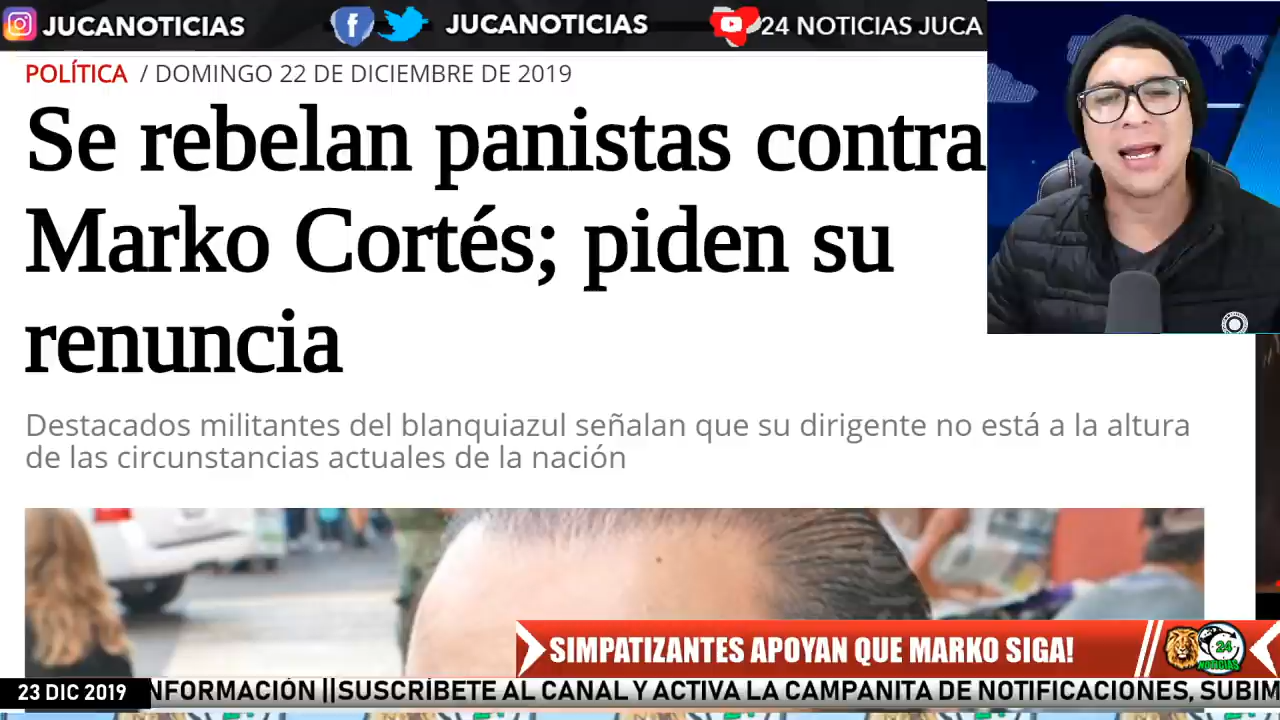 JUCANOTICIAS
JUCANOTICIAS
24 NOTICIAS JUCA
POLÍTICA / DOMINGO 22 DE DICIEMBRE DE 2019
Se rebelan panistas contra
Marko Cortés; piden su
renuncia
Destacados militantes del blanquiazul señalan que su dirigente no está a la altura
de las circunstancias actuales de la nación
SIMPATIZANTES APOYAN QUE MARKO SIGA!
24
NOTICIAS
23 DIC 2019 NFORMACIÓN ||SUSCRÍBETE AL CANAL Y ACTIVA LA CAMPANITA DE NOTIFICACIONES, SUBIM